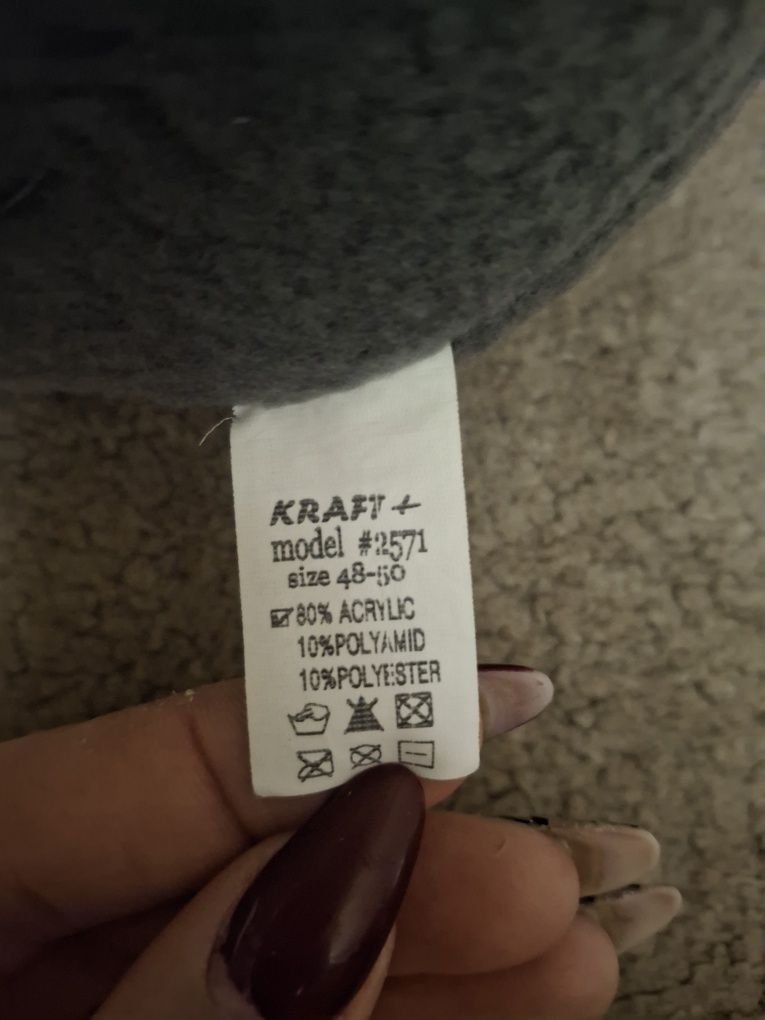 KRAFT +
model #2571
size 48-50
80% ACRYLIC
10%POLYAMID
10%POLYESTER